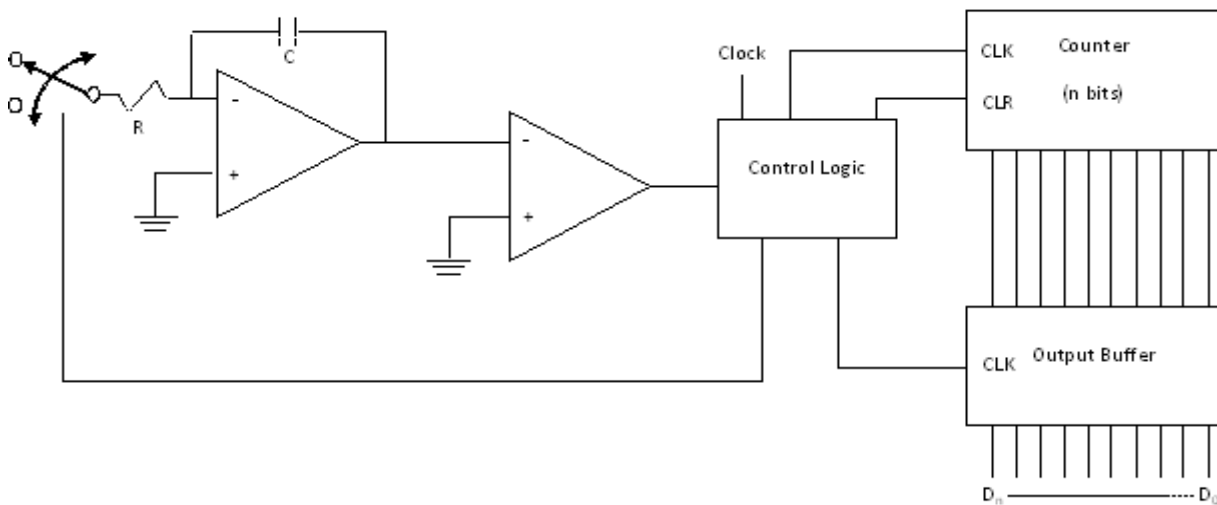 C
R
-
+
-
+
Clock
Control Logic
CLK
Counter
CLR
(n bits)
CLK
Output Buffer
Dn
D0